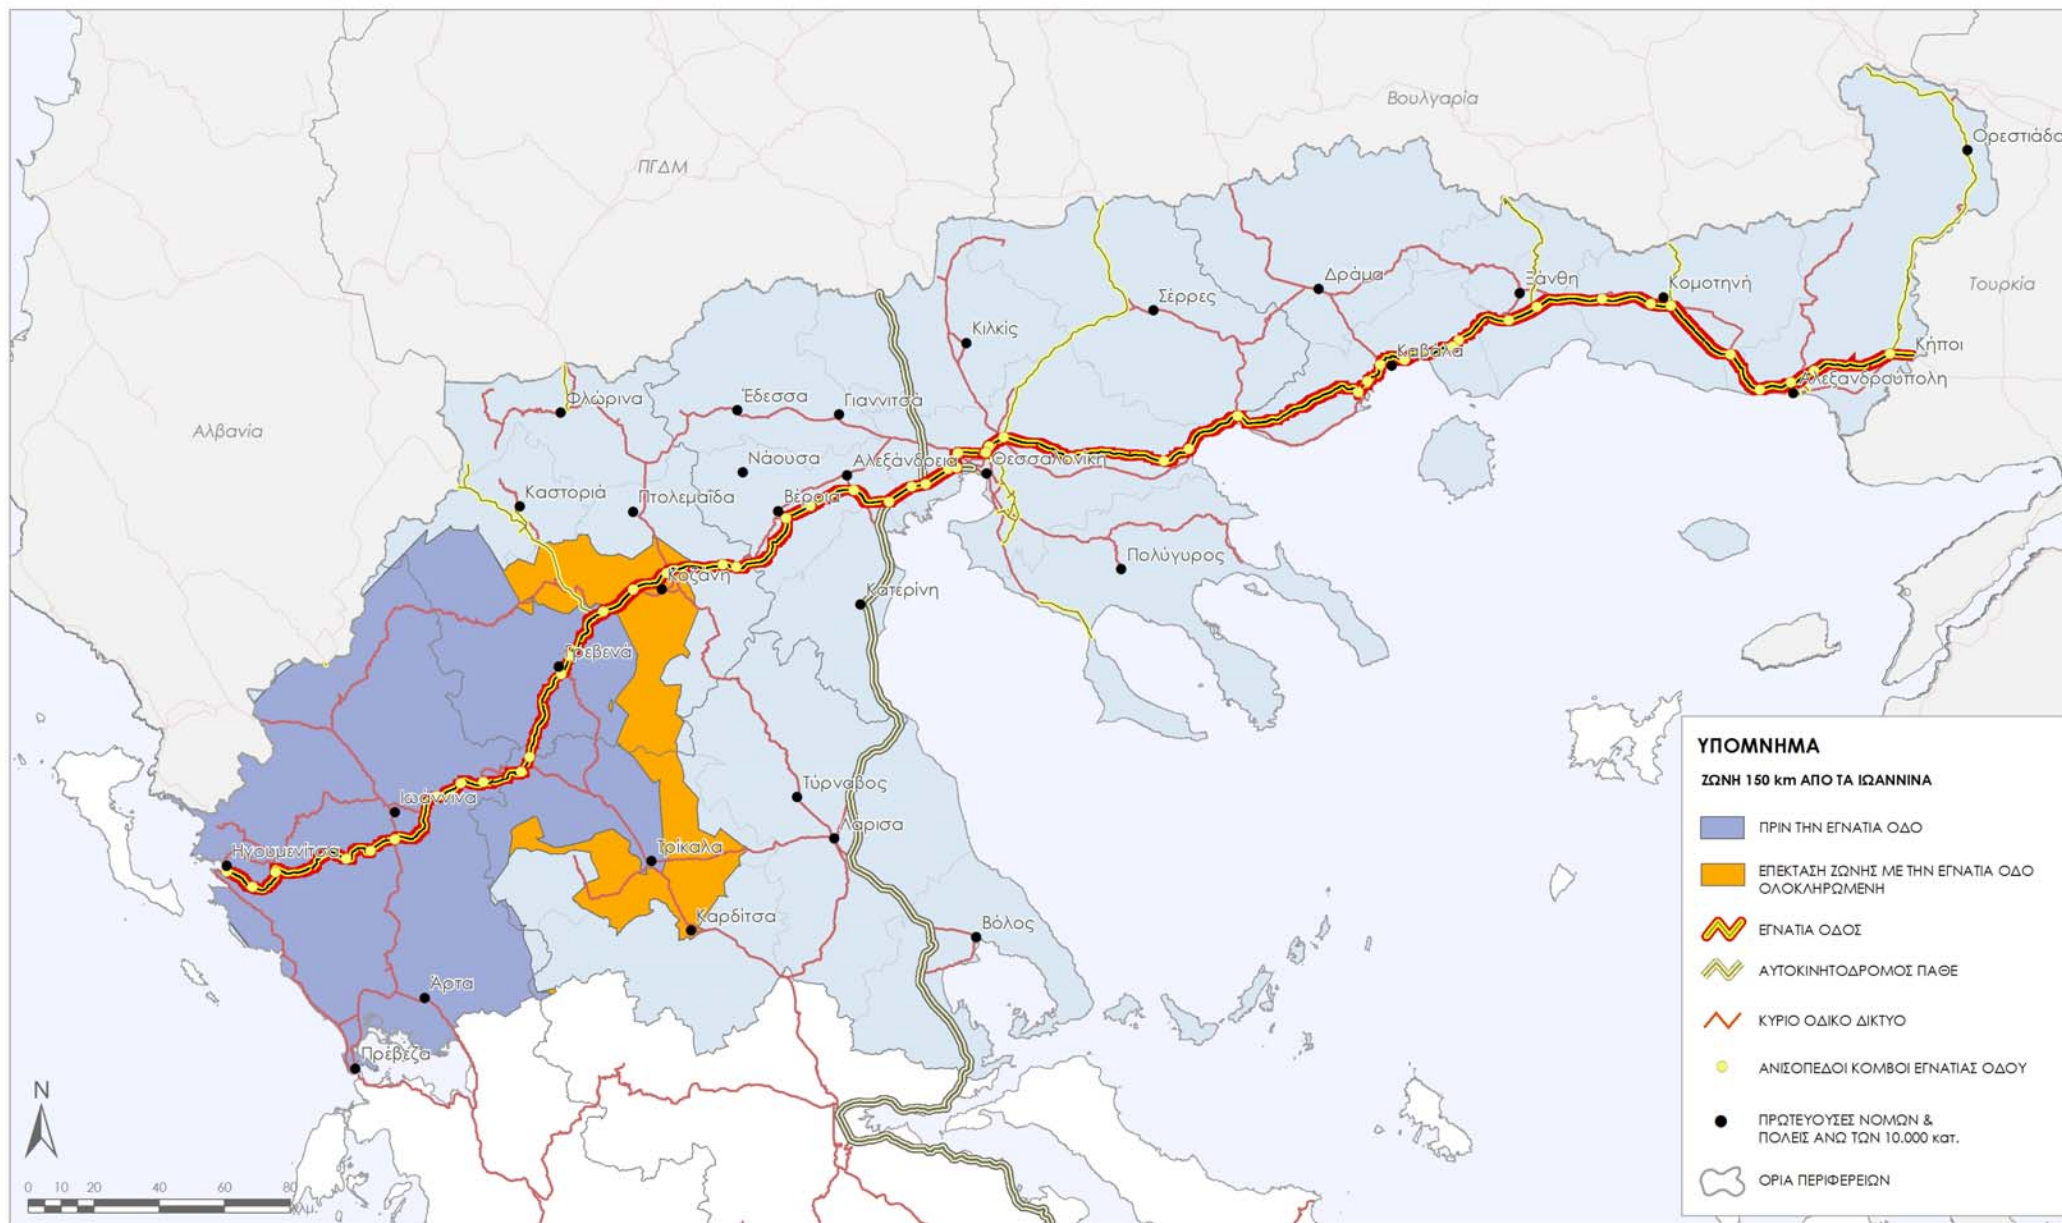 Βουλγαρία
Ορεστιάδα
ΠΓΔΜ
Τουρκία
Δράμα
Ξάνθη
Κομοτηνή
Σέρρες
Κιλκίς
Καβάλα
Κήποι
Αλεξανδρούπολη
Φλώρινα
Έδεσσα
Γιαννιτσά
Αλβανία
Νάουσα
Αλεξάνδρεια
Θεσσαλονίκη
Καστοριά
Πτολεμαΐδα
Βέροια
Πολύγυρος
Κοζάνη
Κατερίνη
Γρεβενά
Τύρναβος
Ιωάννινα
Λάρισα
Ηγουμενίτσα
Τρίκαλα
Καρδίτσα
Βόλος
Άρτα
Πρέβεζα
N
0 10 20 40 60 80
χλμ.
ΥΠΟΜΝΗΜΑ
ΖΩΝΗ 150 km ΑΠΟ ΤΑ ΙΩΑΝΝΙΝΑ
ΠΡΙΝ ΤΗΝ ΕΓΝΑΤΙΑ ΟΔΟ
ΕΠΕΚΤΑΣΗ ΖΩΝΗΣ ΜΕ ΤΗΝ ΕΓΝΑΤΙΑ ΟΔΟ
ΟΛΟΚΛΗΡΩΜΕΝΗ
ΕΓΝΑΤΙΑ ΟΔΟΣ
ΑΥΤΟΚΙΝΗΤΟΔΡΟΜΟΣ ΠΑΘΕ
ΚΥΡΙΟ ΟΔΙΚΟ ΔΙΚΤΥΟ
ΑΝΙΣΟΠΕΔΟΙ ΚΟΜΒΟΙ ΕΓΝΑΤΙΑΣ ΟΔΟΥ
ΠΡΩΤΕΥΟΥΣΕΣ ΝΟΜΩΝ &
ΠΟΛΕΙΣ ΑΝΩ ΤΩΝ 10.000 κατ.
ΟΡΙΑ ΠΕΡΙΦΕΡΕΙΩΝ